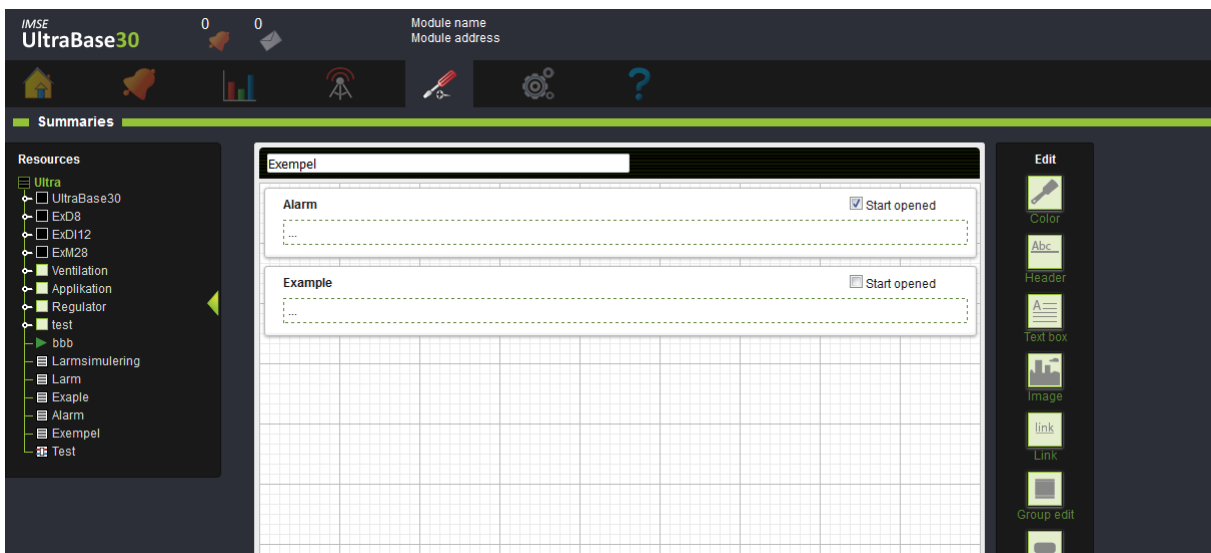 IMSE
UltraBase30
0
0
Module name
Module address
?
Summaries
Resources
Ultra
UltraBase30
ExD8
ExDI12
ExM28
Ventilation
Applikation
Regulator
test
bbb
Larmsimulering
Larm
Exaple
Alarm
Exempel
Test
Exempel
Alarm
Start opened
...
Example
Start opened
...
Edit
Color
Abc
Header
A
Text box
Image
link
Link
Group edit